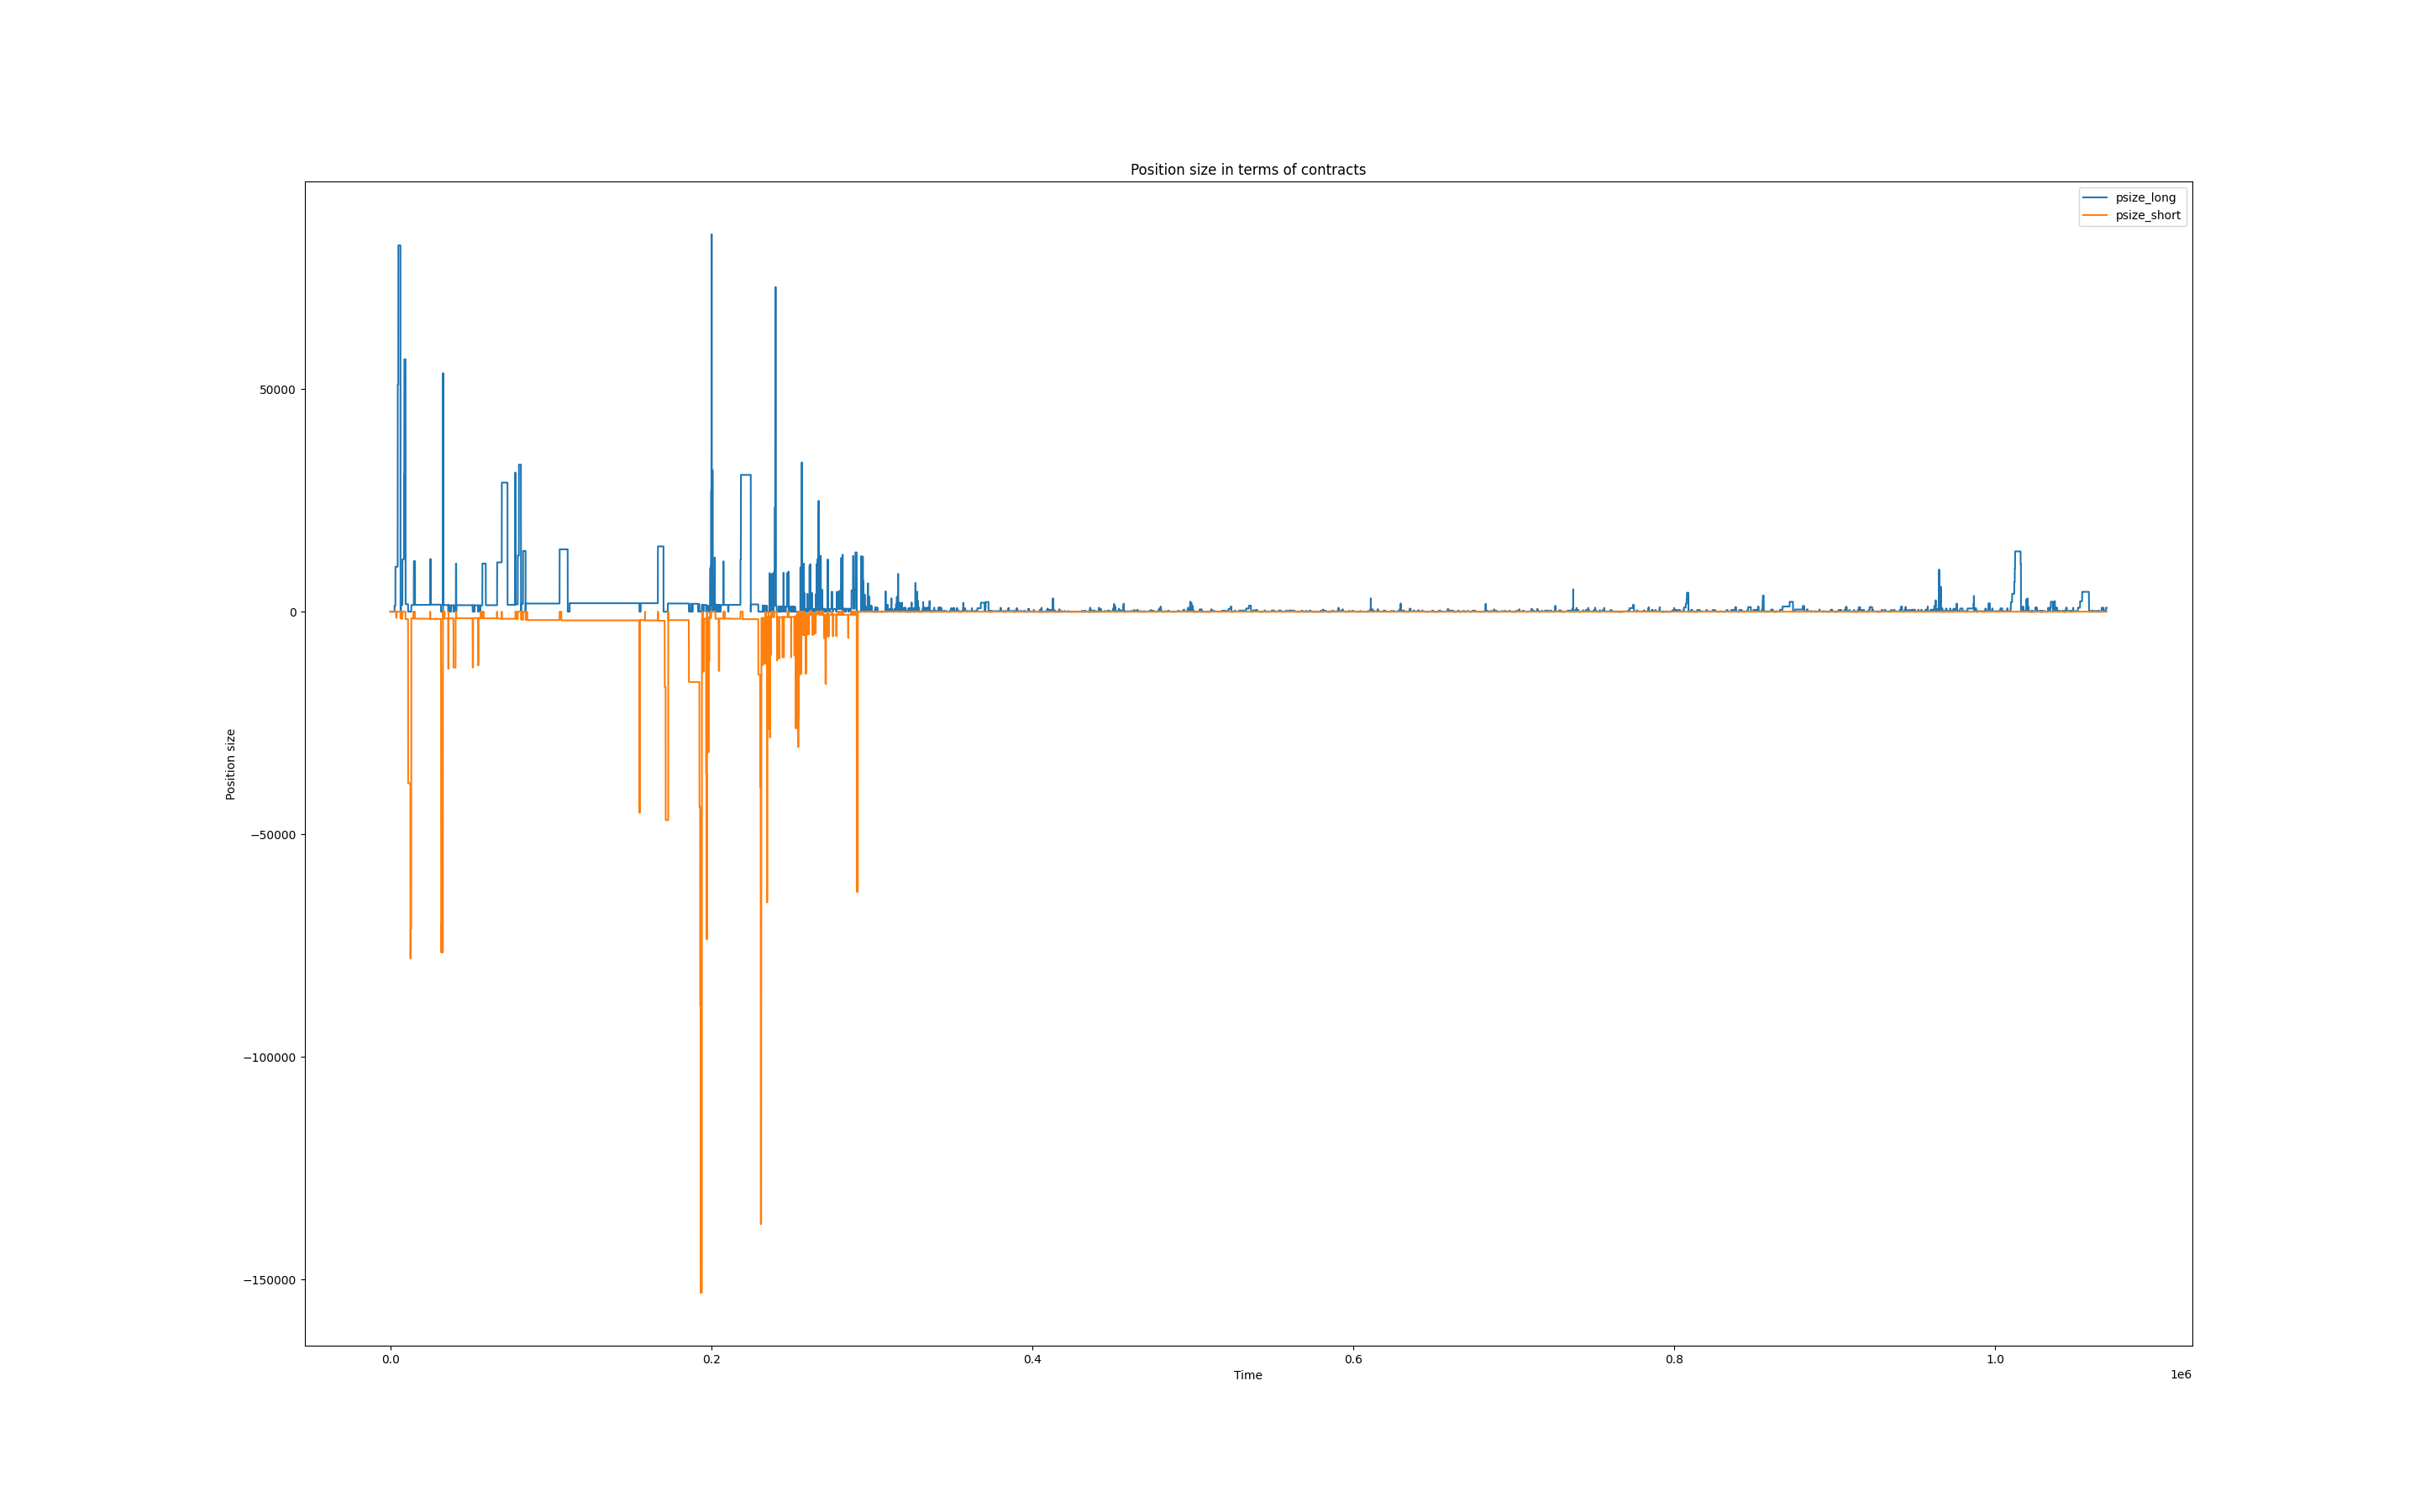 Position size in terms of contracts
psize_long
psize_short
Position size
50000
0
−50000
−100000
−150000
0.0
0.2
0.4
0.6
0.8
1.0
Time
1e6